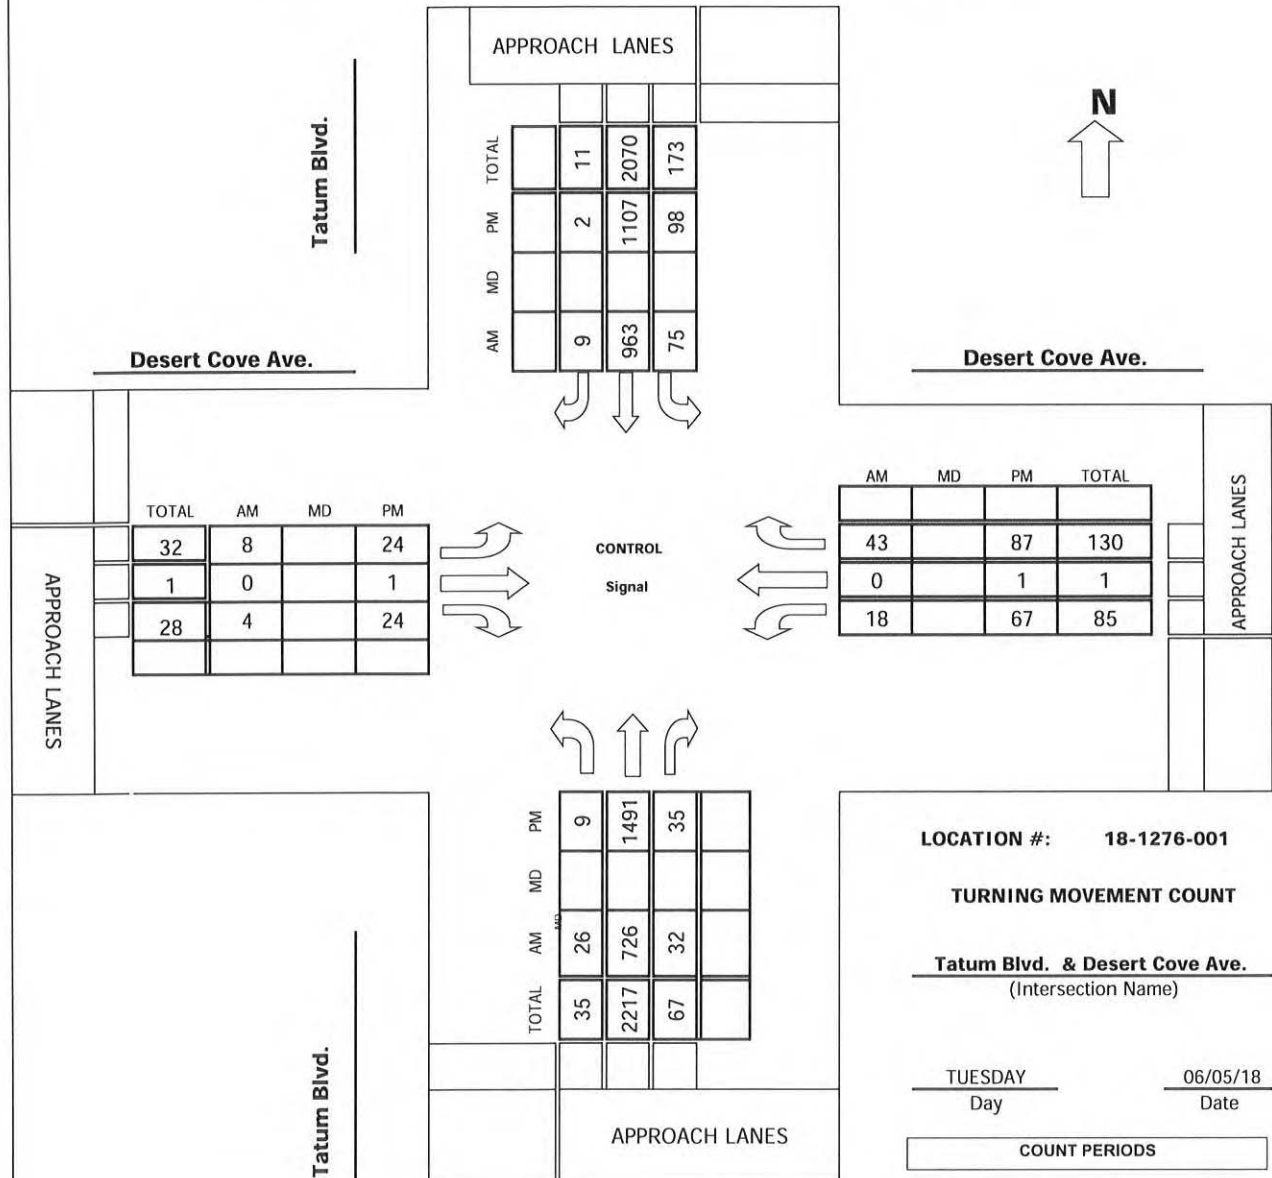 APPROACH LANES
N
Tatum Blvd.
TOTAL 11 2070 173
PM 2 1107 98
MD
AM 9 963 75
Desert Cove Ave.
Desert Cove Ave.
TOTAL AM MD PM
32 8 24
1 0 1
28 4 24
APPROACH LANES
CONTROL
Signal
AM MD PM TOTAL
43 87 130
0 1 1
18 67 85
APPROACH LANES
PM 9 1491 35
MD
MD
AM 26 726 32
TOTAL 35 2217 67
Tatum Blvd.
APPROACH LANES
LOCATION #: 18-1276-001
TURNING MOVEMENT COUNT
Tatum Blvd. & Desert Cove Ave.
(Intersection Name)
TUESDAY 06/05/18
Day Date
COUNT PERIODS